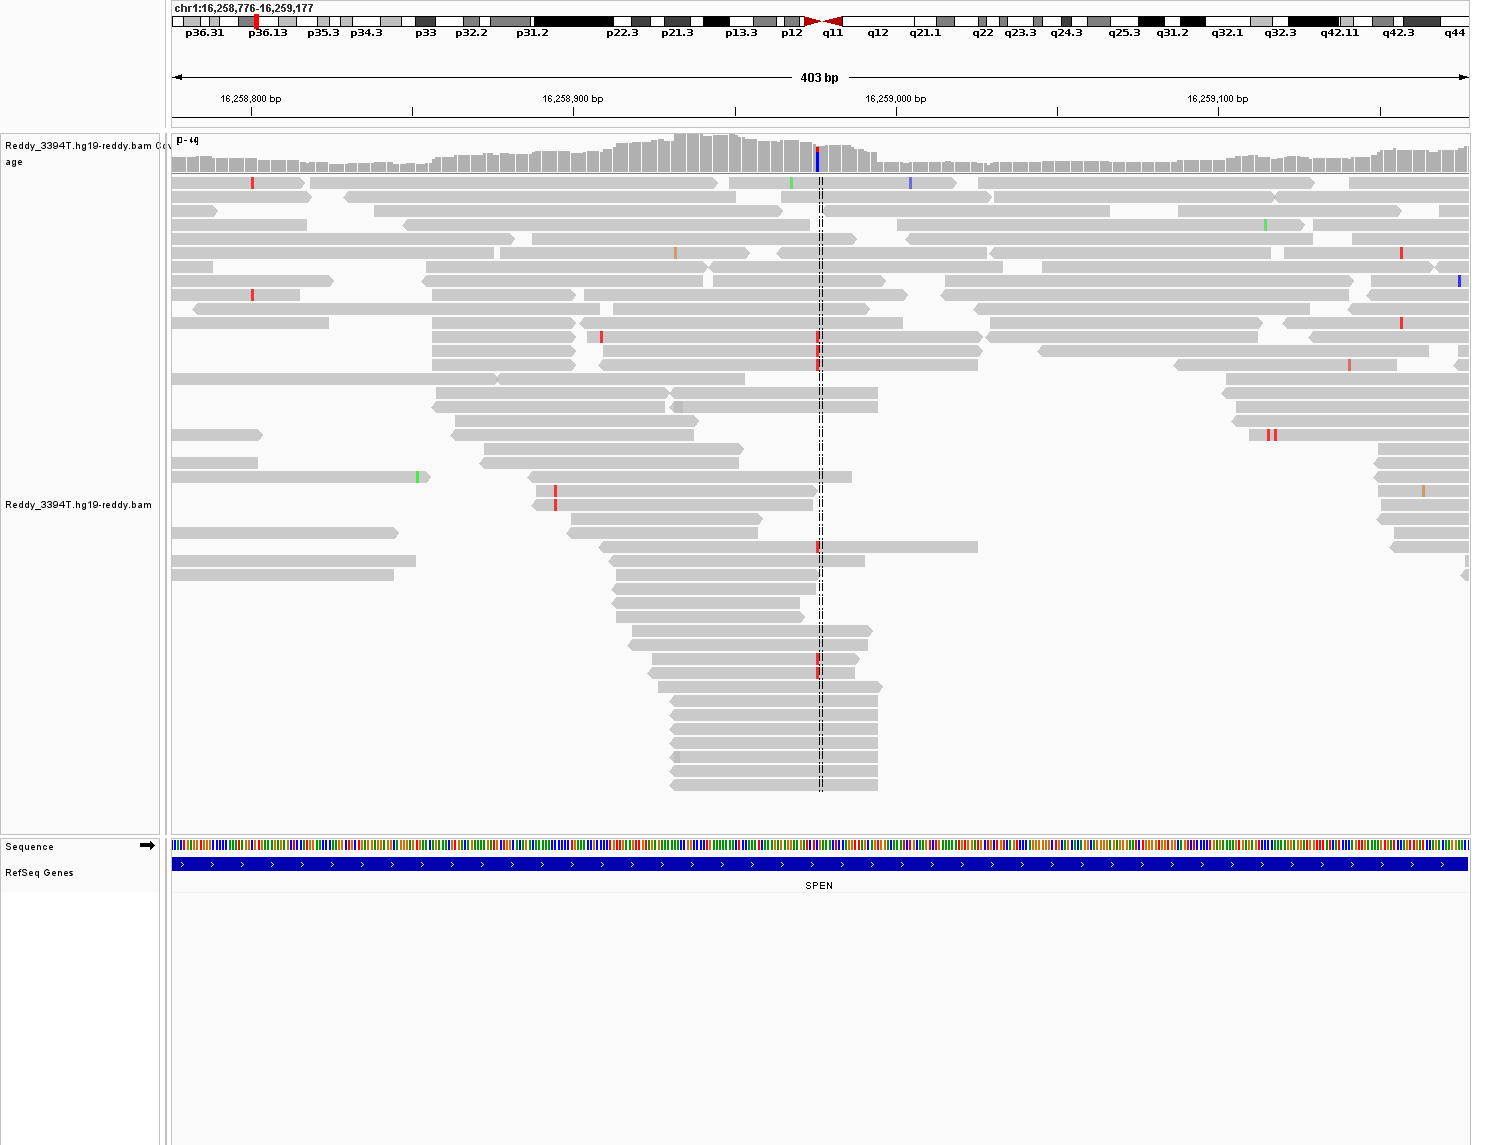 chr1:16,258,776-16,259,177
p36.31 p36.13 p35.3 p34.3 p33 p32.2 p31.2 p22.3 p21.3 p13.3 p12 q11 q12 q21.1 q22 q23.3 q24.3 q25.3 q31.2 q32.1 q32.3 q42.11 q42.3 q44
403 bp
16,258,800 bp 16,258,900 bp 16,259,000 bp 16,259,100 bp
[0 - 44]
Reddy_3394T.hg19-reddy.bam Cov
age
Reddy_3394T.hg19-reddy.bam
Sequence
RefSeq Genes
SPEN